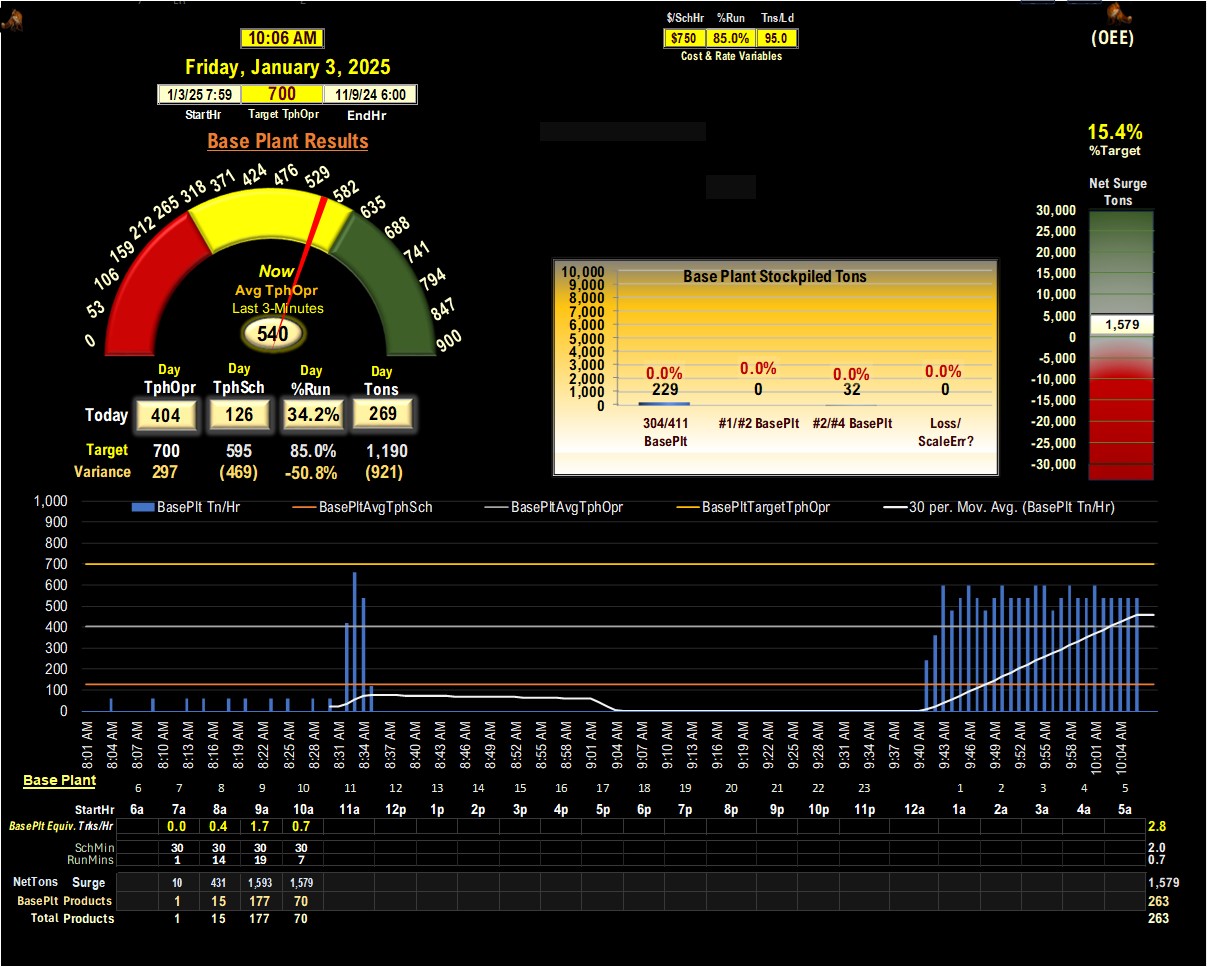 $/SchHr %Run Tns/Ld
$750 85.0% 95.0
Cost & Rate Variables
(OEE)
10:06 AM
Friday, January 3, 2025
1/3/25 7:59 700 11/9/24 6:00
StartHr Target TphOpr EndHr
Base Plant Results
15.4%
%Target
Net Surge
Tons
30,000
25,000
20,000
15,000
10,000
5,000
1,579
0
-5,000
-10,000
-15,000
-20,000
-25,000
-30,000
0 53 106 159 212 265 318 371 424 476 529 582 635 688 741 794 847 900
Now
Avg TphOpr
Last 3-Minutes
540
Day Day Day Day
TphOpr TphSch %Run Tons
Today 404 126 34.2% 269
Target 700 595 85.0% 1,190
Variance 297 (469) -50.8% (921)
Base Plant Stockpiled Tons
10,000
9,000
8,000
7,000
6,000
5,000
4,000
3,000
2,000
1,000
0
0.0% 0.0% 0.0% 0.0%
229 0 32 0
304/411 BasePlt #1/#2 BasePlt #2/#4 BasePlt Loss/ ScaleErr?
BasePlt Tn/Hr BasePltAvgTphSch BasePltAvgTphOpr BasePltTargetTphOpr 30 per. Mov. Avg. (BasePlt Tn/Hr)
1,000
900
800
700
600
500
400
300
200
100
0
8:01 AM 8:04 AM 8:07 AM 8:10 AM 8:13 AM 8:16 AM 8:19 AM 8:22 AM 8:25 AM 8:28 AM 8:31 AM 8:34 AM 8:37 AM 8:40 AM 8:43 AM 8:46 AM 8:49 AM 8:52 AM 8:55 AM 8:58 AM 9:01 AM 9:04 AM 9:07 AM 9:10 AM 9:13 AM 9:16 AM 9:19 AM 9:22 AM 9:25 AM 9:28 AM 9:31 AM 9:34 AM 9:37 AM 9:40 AM 9:43 AM 9:46 AM 9:49 AM 9:52 AM 9:55 AM 9:58 AM 10:01 AM 10:04 AM
Base Plant
6 7 8 9 10 11 12 13 14 15 16 17 18 19 20 21 22 23 1 2 3 4 5
StartHr 6a 7a 8a 9a 10a 11a 12p 1p 2p 3p 4p 5p 6p 7p 8p 9p 10p 11p 12a 1a 2a 3a 4a 5a
BasePlt Equiv. Trks/Hr 0.0 0.4 1.7 0.7 2.8
SchMin 30 30 30 30 2.0
RunMins 1 14 19 7 0.7
NetTons Surge 10 431 1,593 1,579 1,579
BasePlt Products 1 15 177 70 263
Total Products 1 15 177 70 263